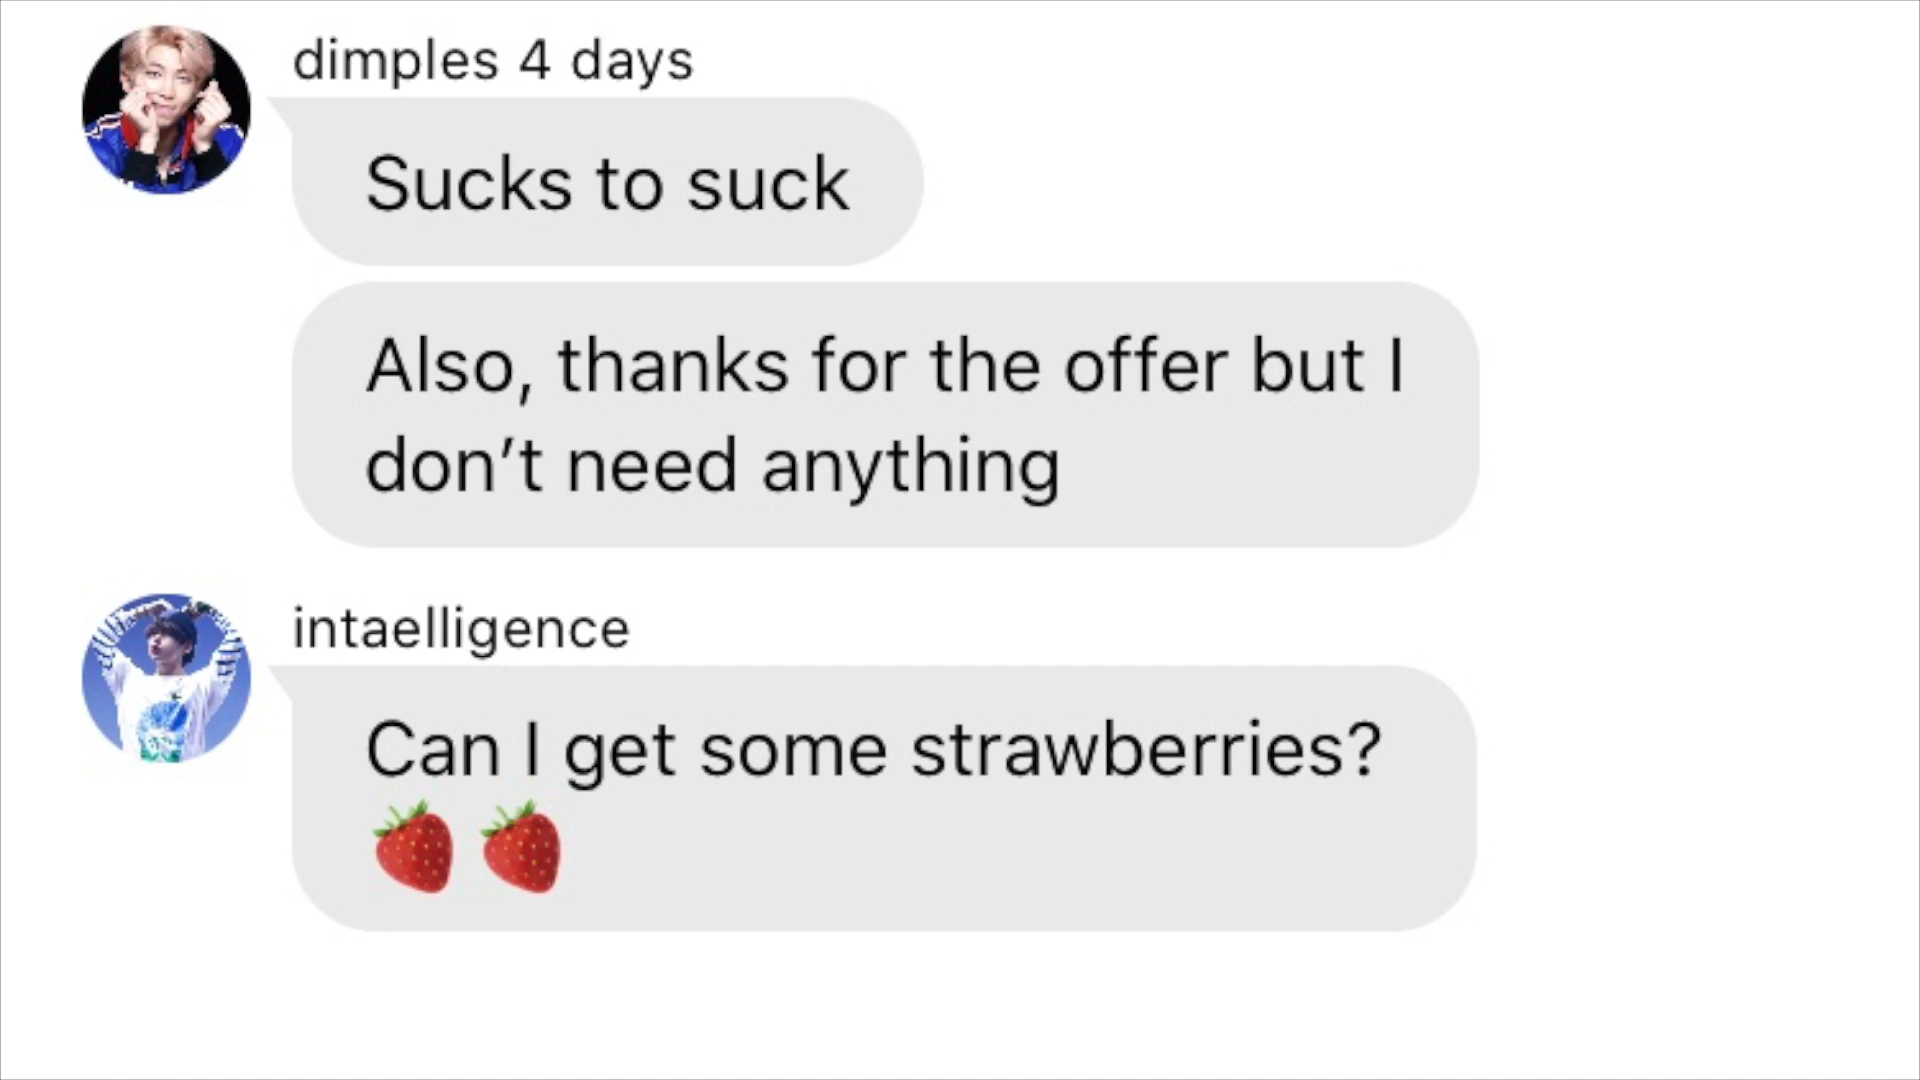 dimples 4 days
Sucks to suck
Also, thanks for the offer but I
don’t need anything
intaelligence
Can I get some strawberries?
🍓 🍓